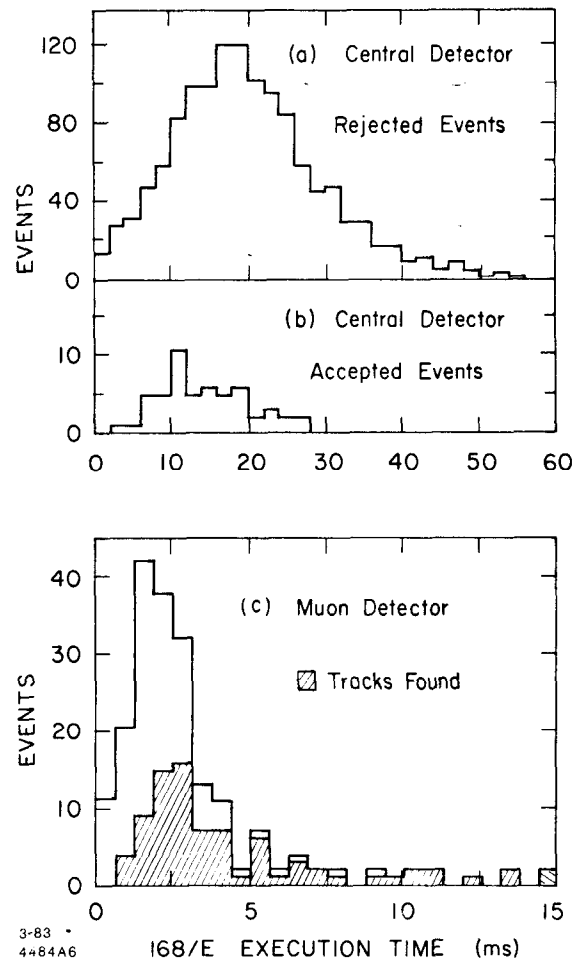 120
(a) Central Detector
80
Rejected Events
40
EVENTS
0
(b) Central Detector
10
Accepted Events
0
0 10 20 30 40 50 60
40
(c) Muon Detector
30
Tracks Found
EVENTS
20
10
0
0 5 10 15
3-83
4484A6
168/E EXECUTION TIME (ms)